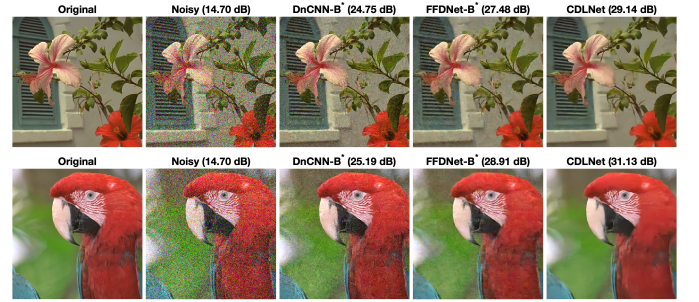 Original Noisy (14.70 dB) DnCNN-B* (24.75 dB) FFDNet-B* (27.48 dB) CDLNet (29.14 dB)
Original Noisy (14.70 dB) DnCNN-B* (25.19 dB) FFDNet-B* (28.91 dB) CDLNet (31.13 dB)